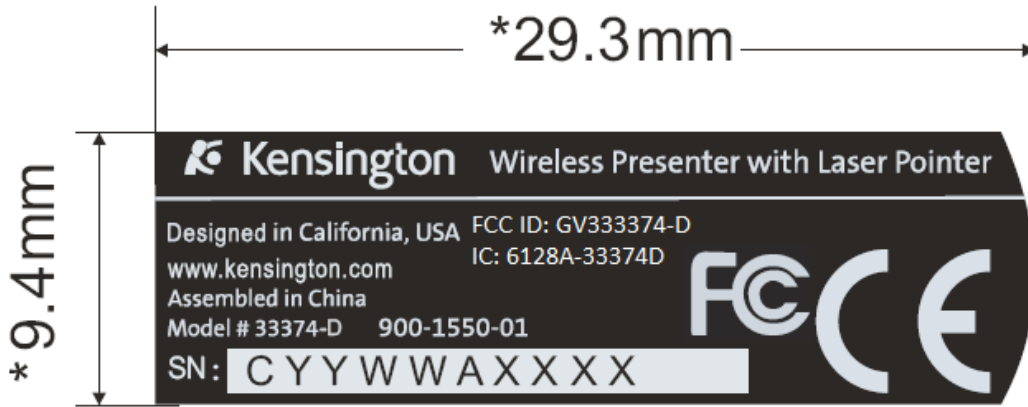 *29.3mm
*9.4mm
Kensington Wireless Presenter with Laser Pointer
Designed in California, USA FCC ID: GV333374-D
www.kensington.com IC: 6128A-33374D
Assembled in China
Model # 33374-D 900-1550-01
SN: CYYWWAXXXX
FC CE